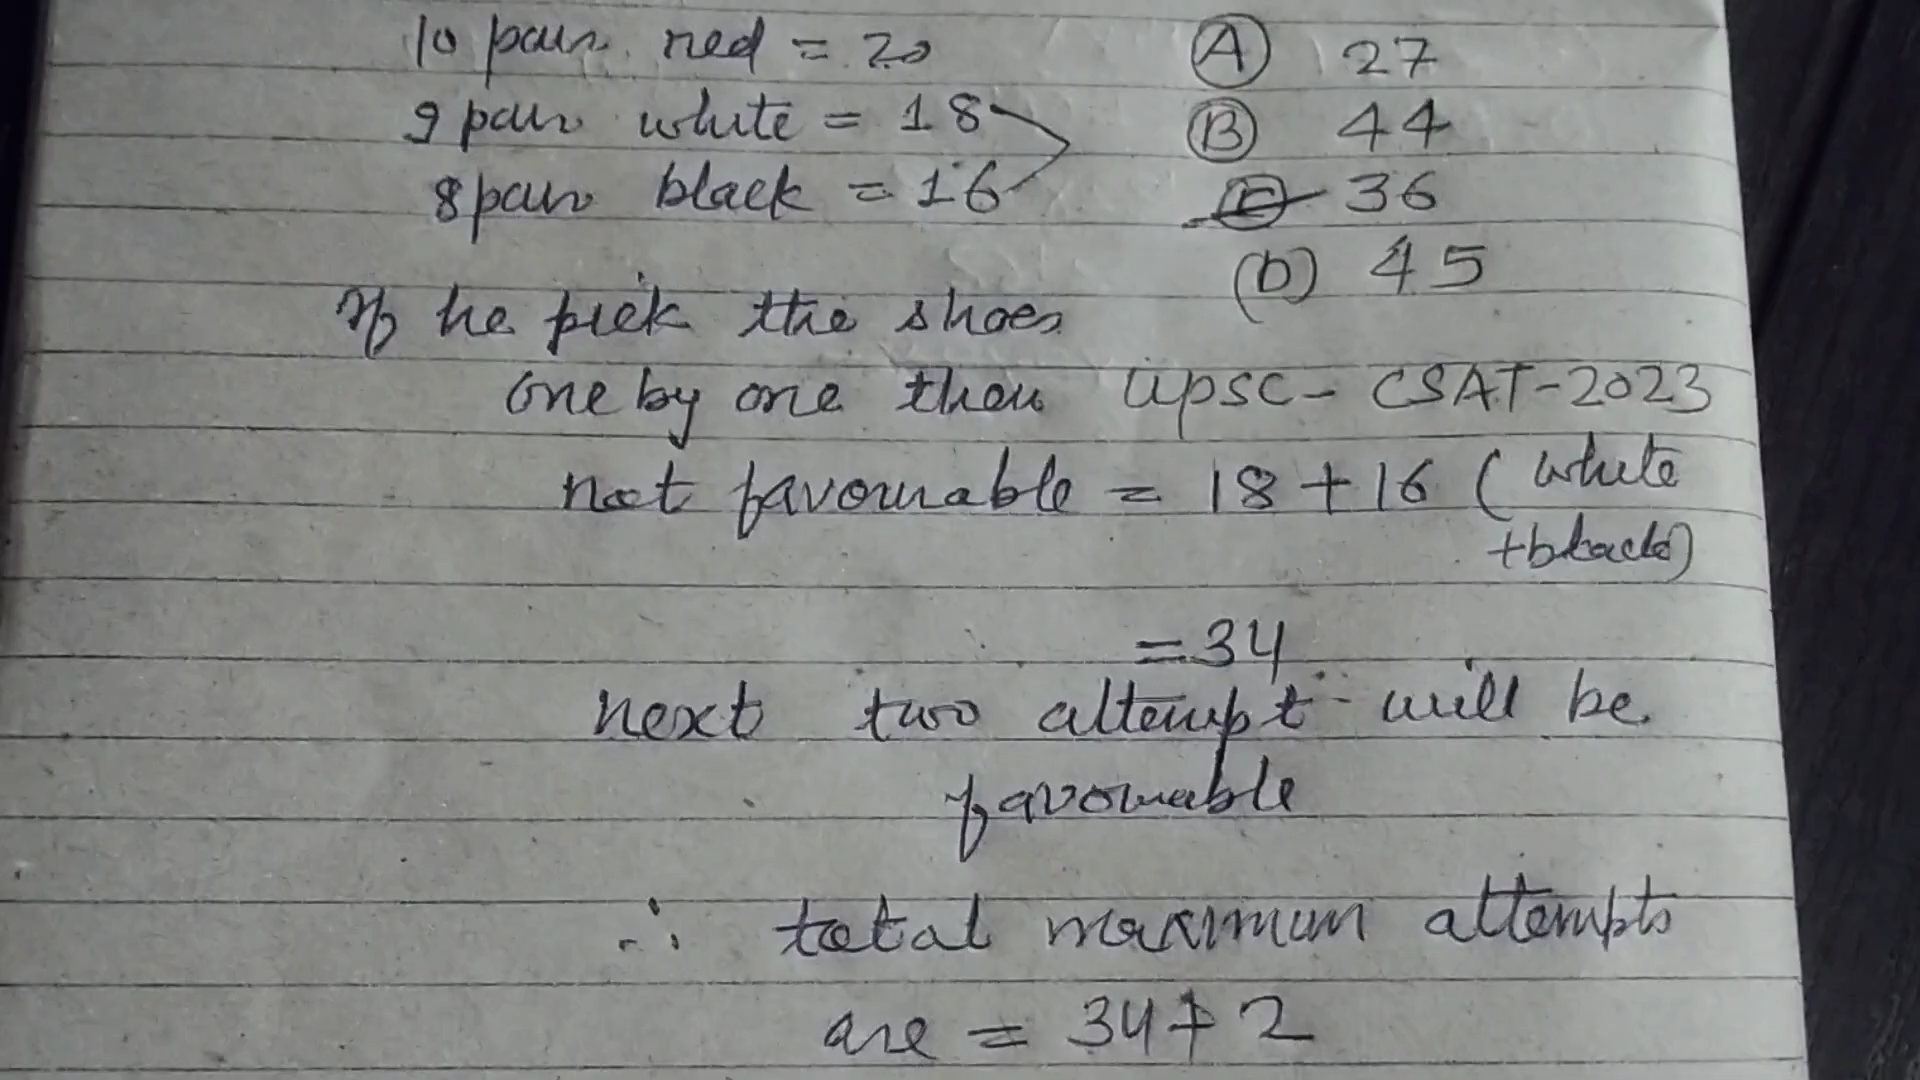 10 pair red = 20
9 pair white = 18
8 pair black = 16
(A) 27
(B) 44
(C) 36
(D) 45
If he pick the shoes
one by one then UPSC- CSAT-2023
not favourable = 18+16 (white
+black)
=34
next two attempt will be
favourable
∴ total maximum attempts
are = 34+2